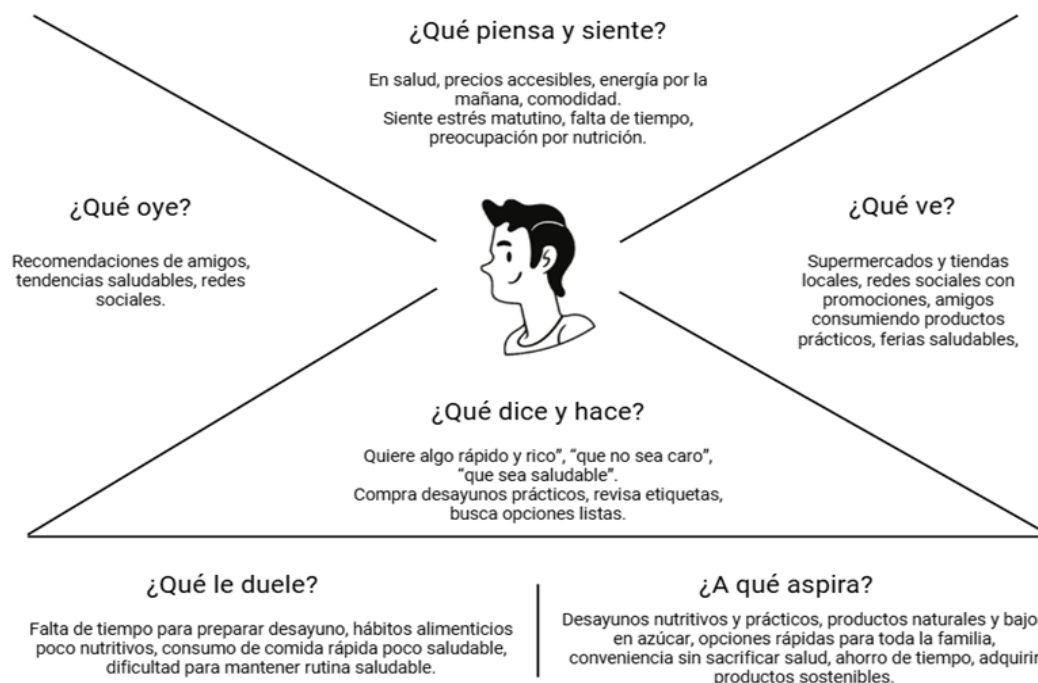 ¿Qué piensa y siente?
En salud, precios accesibles, energía por la
mañana, comodidad.
Siente estrés matutino, falta de tiempo,
preocupación por nutrición.
¿Qué oye?
Recomendaciones de amigos,
tendencias saludables, redes
sociales.
¿Qué ve?
Supermercados y tiendas
locales, redes sociales con
promociones, amigos
consumiendo productos
prácticos, ferias saludables,
¿Qué dice y hace?
Quiere algo rápido y rico”, “que no sea caro”,
“que sea saludable”.
Compra desayunos prácticos, revisa etiquetas,
busca opciones listas.
¿Qué le duele?
Falta de tiempo para preparar desayuno, hábitos alimenticios
poco nutritivos, consumo de comida rápida poco saludable,
dificultad para mantener rutina saludable.
¿A qué aspira?
Desayunos nutritivos y prácticos, productos naturales y bajo
en azúcar, opciones rápidas para toda la familia,
conveniencia sin sacrificar salud, ahorro de tiempo, adquirir
productos sostenibles.